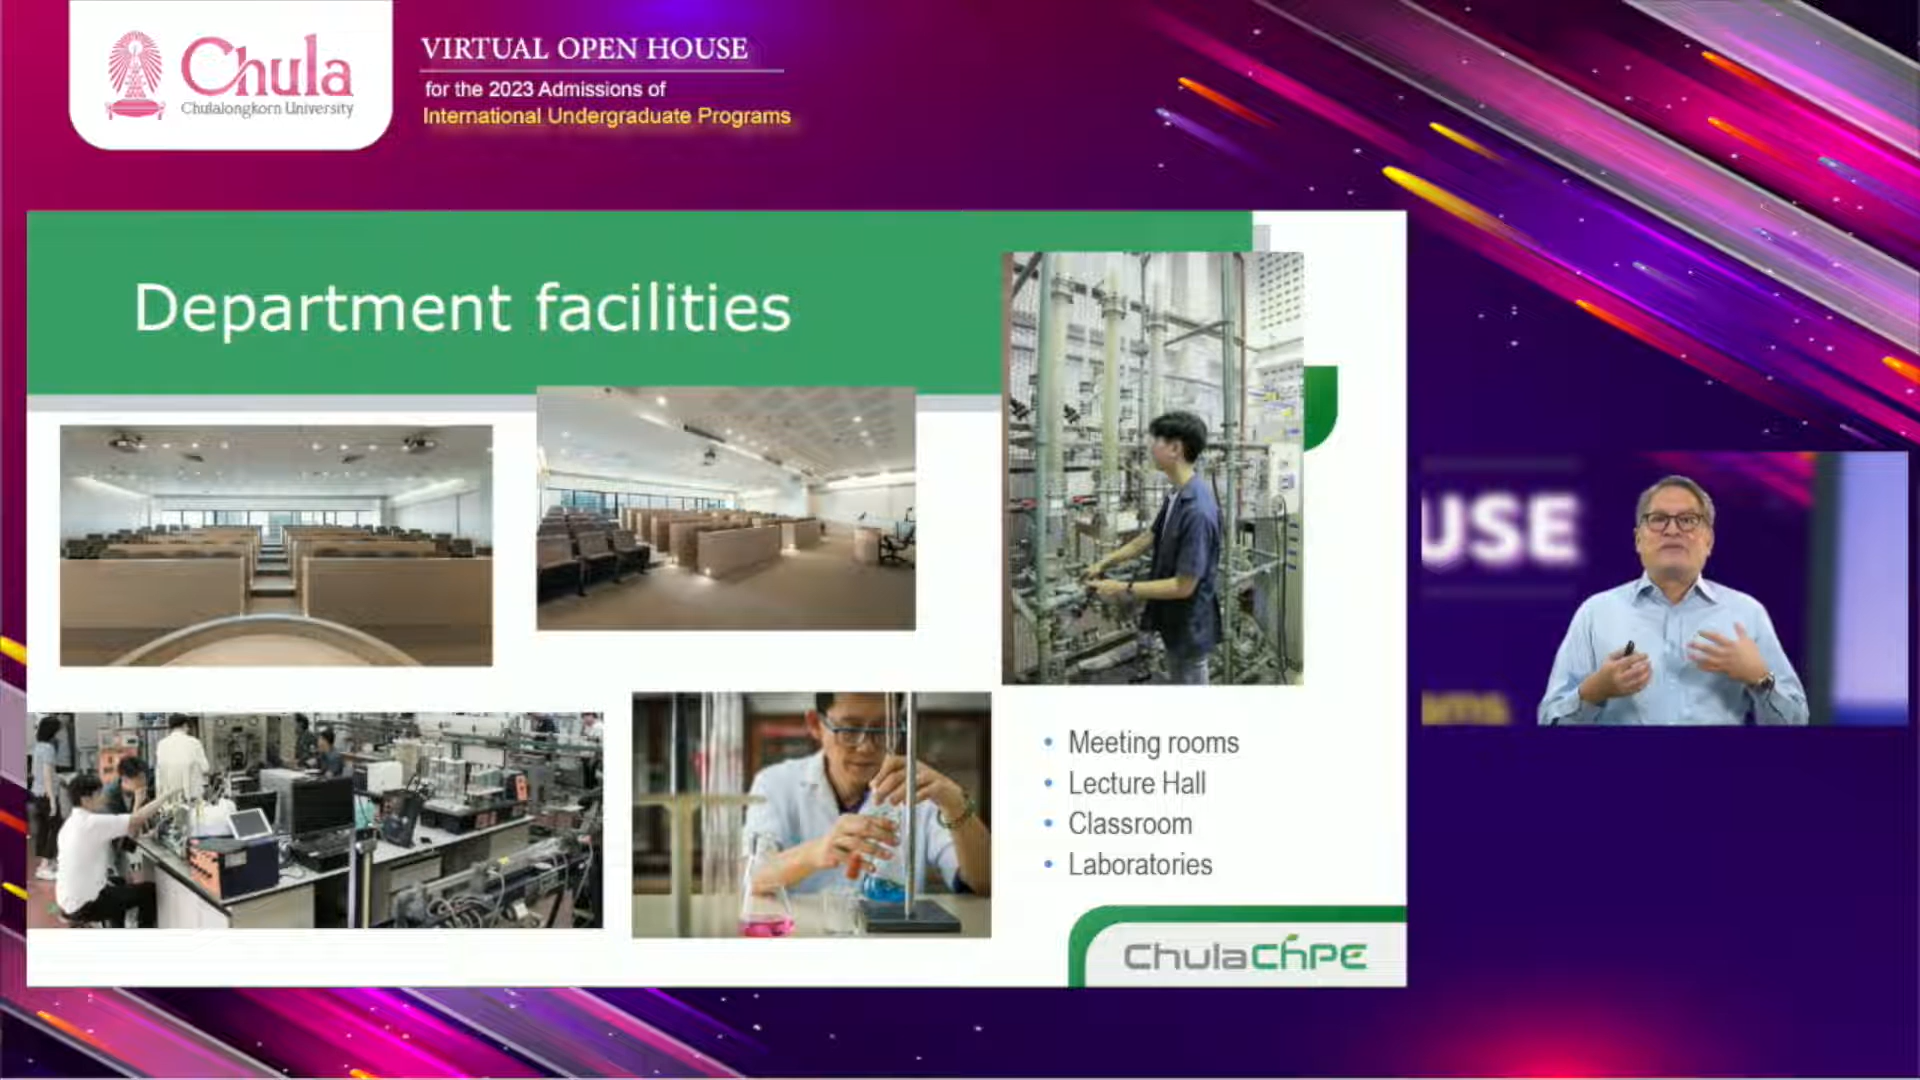 Chula
Chulalongkorn University
VIRTUAL OPEN HOUSE
for the 2023 Admissions of
International Undergraduate Programs
Department facilities
USE
ams
• Meeting rooms
• Lecture Hall
• Classroom
• Laboratories
ChulaChPE